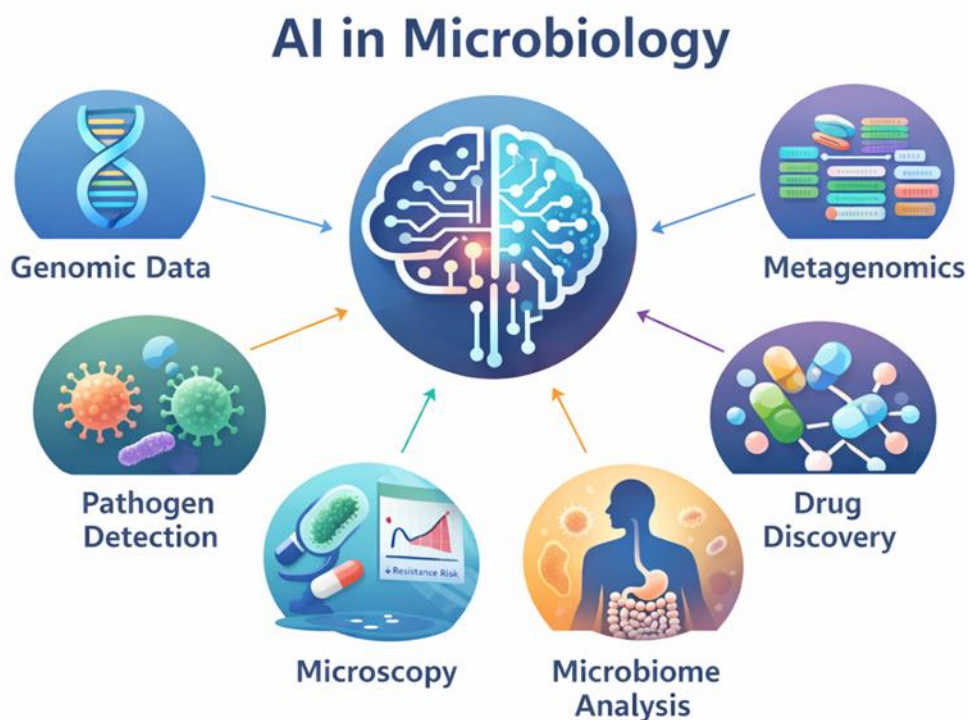 AI in Microbiology
Genomic Data
Metagenomics
Pathogen
Detection
Drug
Discovery
↓Resistance Risk
Microscopy
Microbiome
Analysis